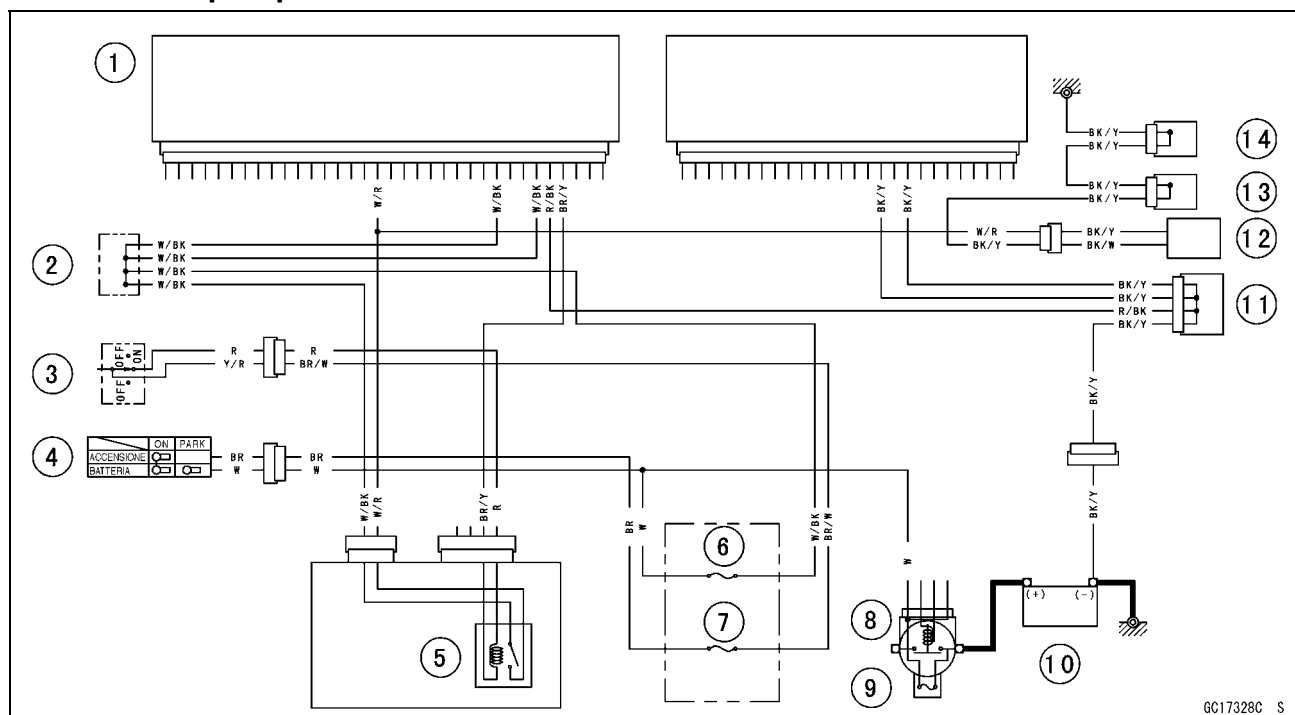 1
14
13
12
11
2
3
4
5
6
7
8
9
10
W/R
W/BK
W/BK
R/BK
BR/Y
BK/Y
BK/Y
BK/Y
BK/Y
BK/Y
BK/Y
W/R
BK/Y
BK/Y
BK/W
W/BK
W/BK
W/BK
W/BK
BK/Y
BK/Y
R/BK
BK/Y
OFF
ON
OFF
R
Y/R
R
BR/W
BK/Y
ON PARK
ACCENSIONE
BATTERIA
BR
W
BR
W
W/BK
W/R
BR/Y
R
BR
W
W/BK
BR/W
W
BK/Y
(+) (-)
GC17328C S